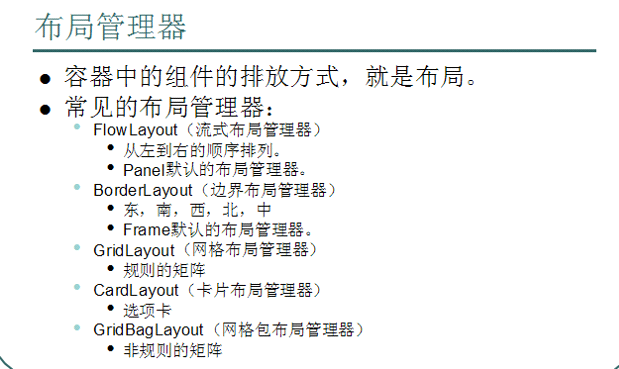 布局管理器
容器中的组件的排放方式，就是布局。
常见的布局管理器：
FlowLayout（流式布局管理器）
从左到右的顺序排列。
Panel默认的布局管理器。
BorderLayout（边界布局管理器）
东，南，西，北，中
Frame默认的布局管理器。
GridLayout（网格布局管理器）
规则的矩阵
CardLayout（卡片布局管理器）
选项卡
GridBagLayout（网格包布局管理器）
非规则的矩阵